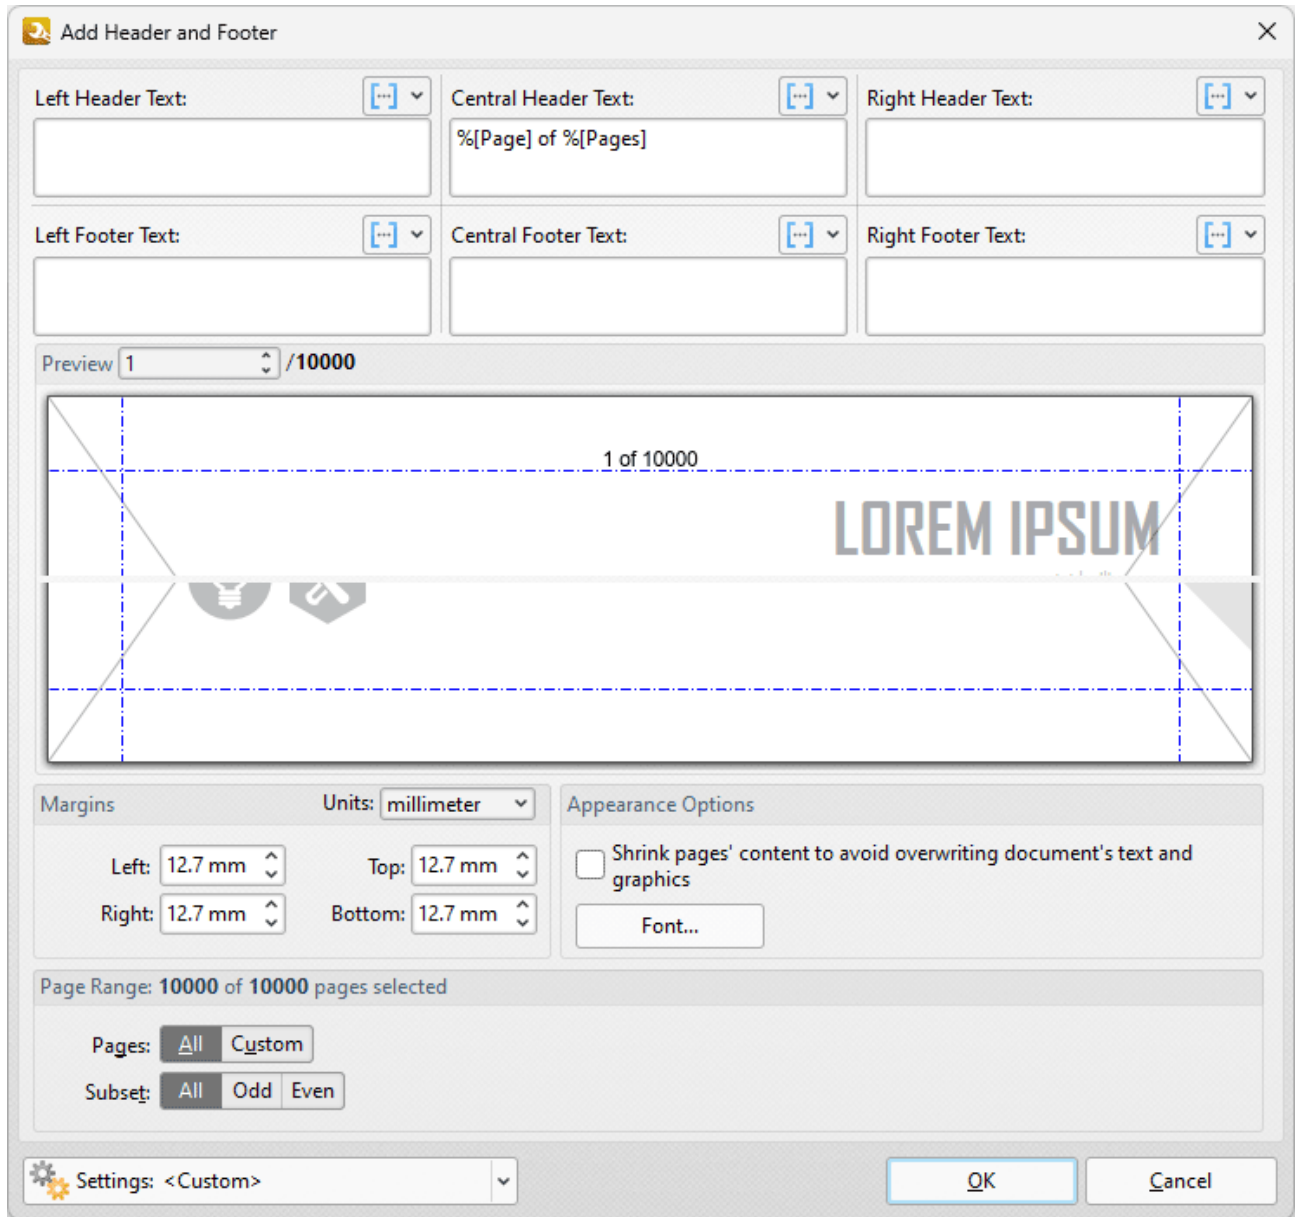 Add Header and Footer
Left Header Text:
Central Header Text:
Right Header Text:
%[Page] of %[Pages]
Left Footer Text:
Central Footer Text:
Right Footer Text:
Preview 1 /10000
1 of 10000
LOREM IPSUM
Margins
Units: millimeter
Appearance Options
Left: 12.7 mm
Top: 12.7 mm
Shrink pages' content to avoid overwriting document's text and
graphics
Right: 12.7 mm
Bottom: 12.7 mm
Font...
Page Range: 10000 of 10000 pages selected
Pages: All Custom
Subset: All Odd Even
Settings: <Custom>
OK
Cancel